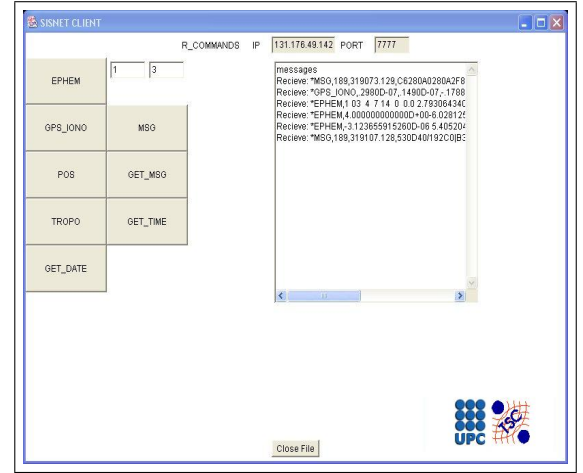 SISNET CLIENT
R_COMMANDS IP 131.176.49.142 PORT 7777
EPHEM
1 3
GPS_IONO
MSG
POS
GET_MSG
TROPO
GET_TIME
GET_DATE
messages
Recieve: *MSG,189,319073.129,C6280A0280A2F8
Recieve: *GPS_IONO,.2980D-07,.1490D-07,-.1788
Recieve: *EPHEM,1 03 4 7 14 0 0.0 2.79306434
Recieve: *EPHEM,4.000000000000D+00-6.02812
Recieve: *EPHEM,-3.123655915260D-06 5.405204
Recieve: *MSG,189,319107.128,530D40/192C0|B3
UPC
TSC
Close File